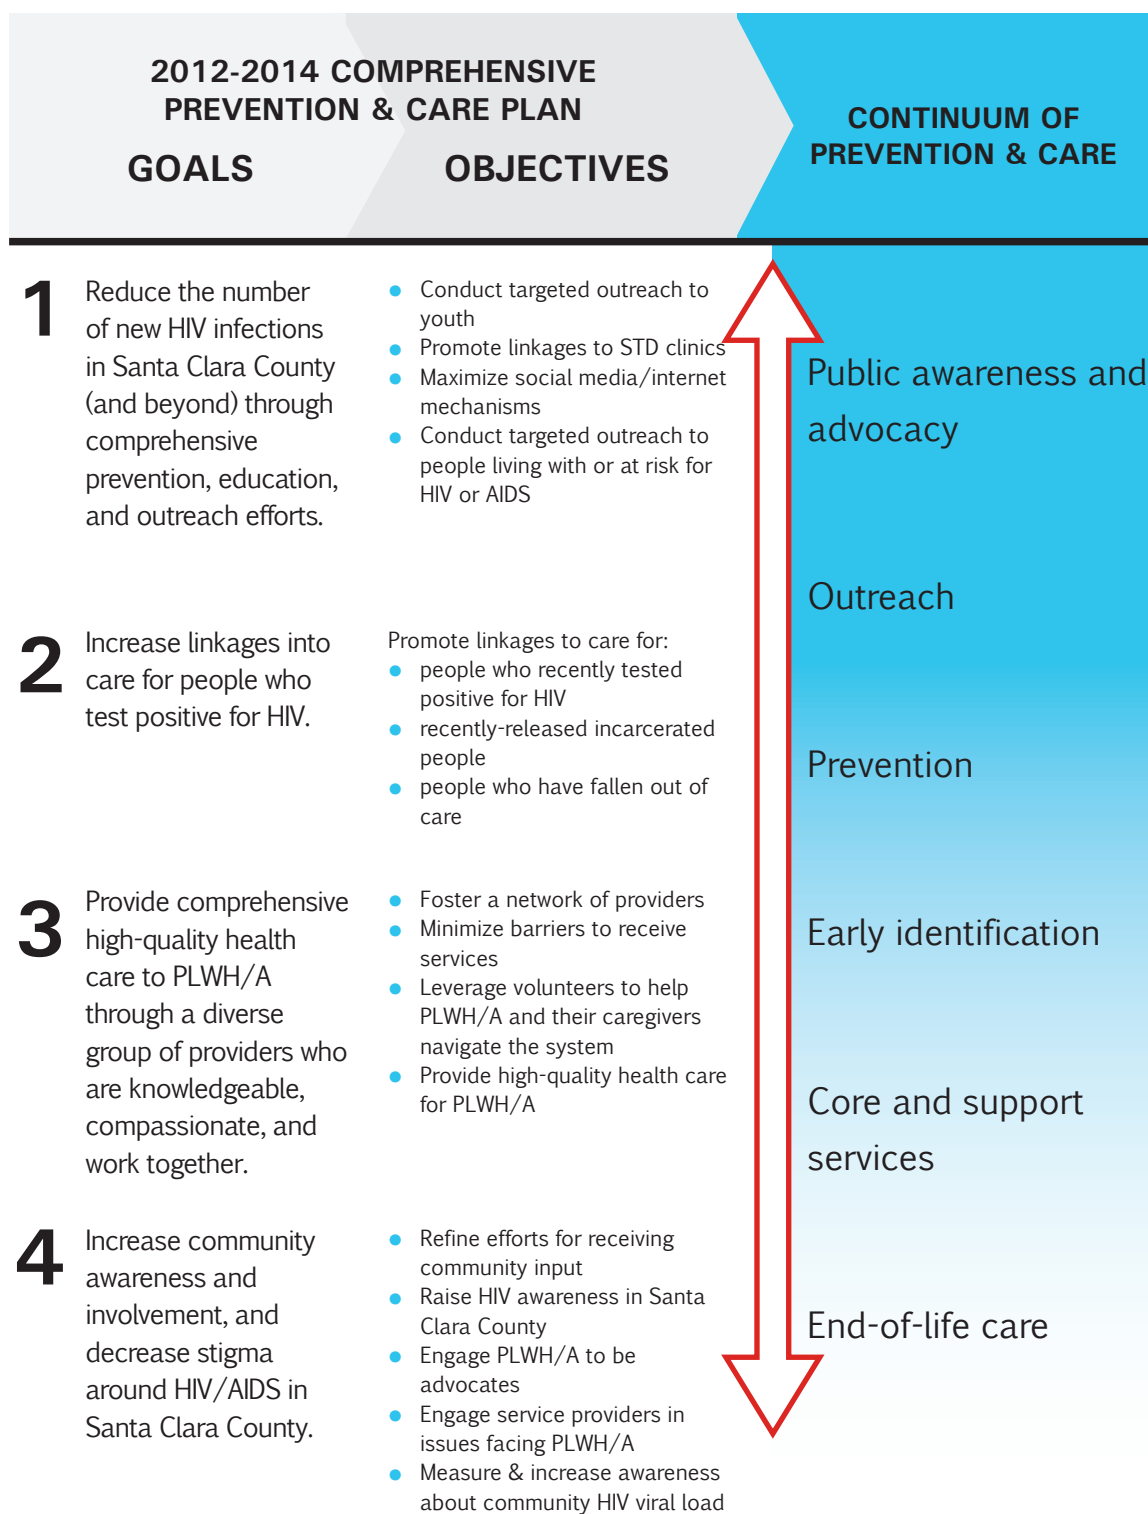 2012-2014 COMPREHENSIVE
PREVENTION & CARE PLAN
GOALS
OBJECTIVES
CONTINUUM OF
PREVENTION & CARE
1
Reduce the number
of new HIV infections
in Santa Clara County
(and beyond) through
comprehensive
prevention, education,
and outreach efforts.
• Conduct targeted outreach to
youth
• Promote linkages to STD clinics
• Maximize social media/internet
mechanisms
• Conduct targeted outreach to
people living with or at risk for
HIV or AIDS
2
Increase linkages into
care for people who
test positive for HIV.
Promote linkages to care for:
• people who recently tested
positive for HIV
• recently-released incarcerated
people
• people who have fallen out of
care
3
Provide comprehensive
high-quality health
care to PLWH/A
through a diverse
group of providers who
are knowledgeable,
compassionate, and
work together.
• Foster a network of providers
• Minimize barriers to receive
services
• Leverage volunteers to help
PLWH/A and their caregivers
navigate the system
• Provide high-quality health care
for PLWH/A
4
Increase community
awareness and
involvement, and
decrease stigma
around HIV/AIDS in
Santa Clara County.
• Refine efforts for receiving
community input
• Raise HIV awareness in Santa
Clara County
• Engage PLWH/A to be
advocates
• Engage service providers in
issues facing PLWH/A
• Measure & increase awareness
about community HIV viral load
Public awareness and
advocacy
Outreach
Prevention
Early identification
Core and support
services
End-of-life care